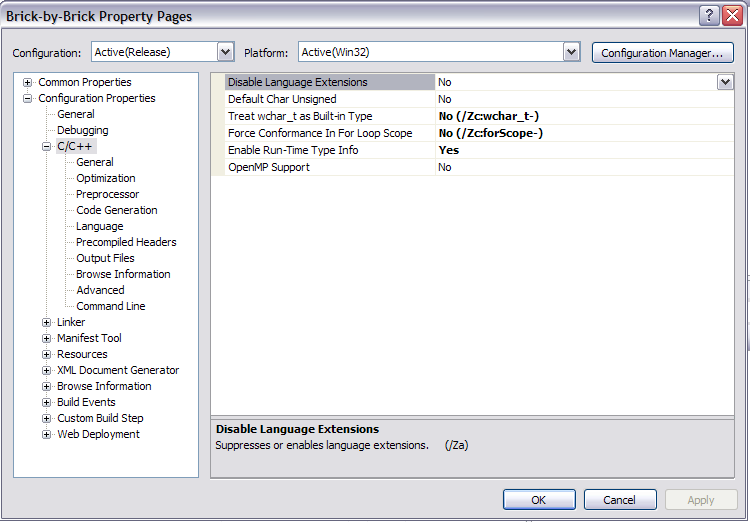 Brick-by-Brick Property Pages
Configuration: Active(Release) Platform: Active(Win32) Configuration Manager...
Common Properties
Configuration Properties
General
Debugging
C/C++
General
Optimization
Preprocessor
Code Generation
Language
Precompiled Headers
Output Files
Browse Information
Advanced
Command Line
Linker
Manifest Tool
Resources
XML Document Generator
Browse Information
Build Events
Custom Build Step
Web Deployment
Disable Language Extensions No
Default Char Unsigned No
Treat wchar_t as Built-in Type No (/Zc:wchar_t-)
Force Conformance In For Loop Scope No (/Zc:forScope-)
Enable Run-Time Type Info Yes
OpenMP Support No
Disable Language Extensions
Suppresses or enables language extensions. (/Za)
OK Cancel Apply